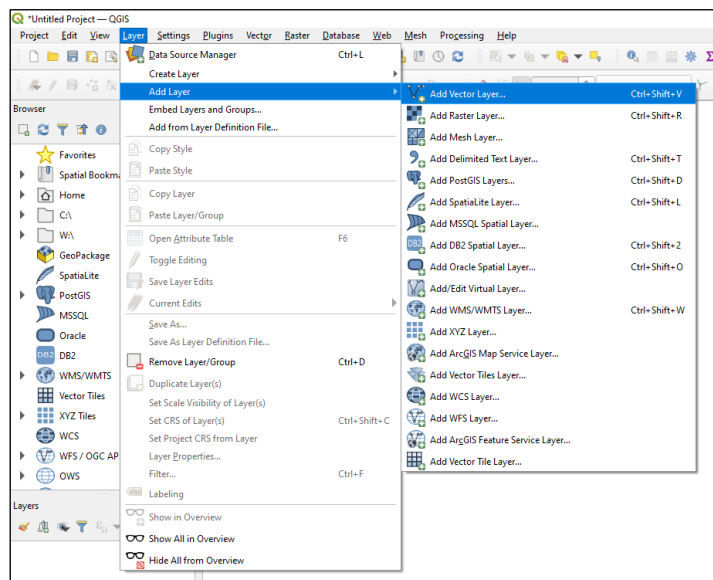 *Untitled Project — QGIS
Project Edit View Layer Settings Plugins Vector Raster Database Web Mesh Processing Help
Data Source Manager Ctrl+L
Create Layer
Add Layer
Embed Layers and Groups...
Add from Layer Definition File...
Copy Style
Paste Style
Copy Layer
Paste Layer/Group
Open Attribute Table F6
Toggle Editing
Save Layer Edits
Current Edits
Save As...
Save As Layer Definition File...
Remove Layer/Group Ctrl+D
Duplicate Layer(s)
Set Scale Visibility of Layer(s)
Set CRS of Layer(s) Ctrl+Shift+C
Set Project CRS from Layer
Layer Properties...
Filter... Ctrl+F
Labeling
Show in Overview
Show All in Overview
Hide All from Overview
Add Vector Layer... Ctrl+Shift+V
Add Raster Layer... Ctrl+Shift+R
Add Mesh Layer...
Add Delimited Text Layer... Ctrl+Shift+T
Add PostGIS Layers... Ctrl+Shift+D
Add SpatiaLite Layer... Ctrl+Shift+L
Add MSSQL Spatial Layer...
DB2 Add DB2 Spatial Layer... Ctrl+Shift+2
Add Oracle Spatial Layer... Ctrl+Shift+O
Add/Edit Virtual Layer...
Add WMS/WMTS Layer... Ctrl+Shift+W
Add XYZ Layer...
Add ArcGIS Map Service Layer...
Add Vector Tiles Layer...
Add WCS Layer...
Add WFS Layer...
Add ArcGIS Feature Service Layer...
Add Vector Tile Layer...
Browser
Favorites
Spatial Bookma
Home
C:\
W:\
GeoPackage
SpatiaLite
PostGIS
MSSQL
Oracle
DB2 DB2
WMS/WMTS
Vector Tiles
XYZ Tiles
WCS
WFS / OGC AP
OWS
Layers